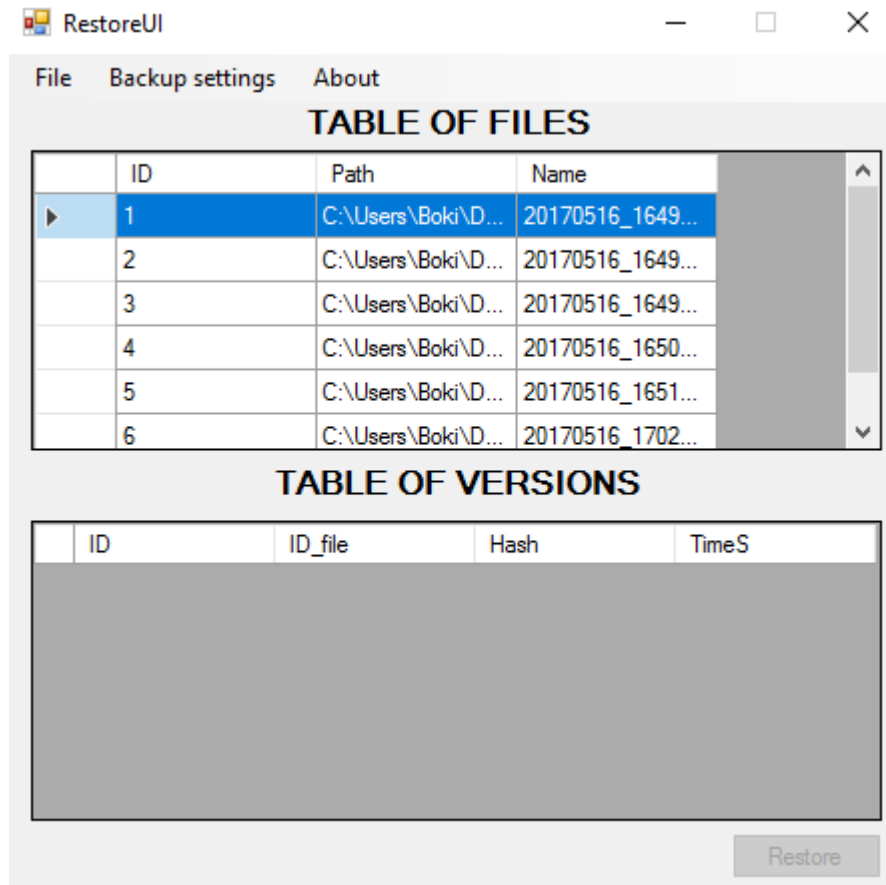 RestoreUI
File Backup settings About
TABLE OF FILES
ID Path Name
1 C:\Users\Boki\D... 20170516_1649...
2 C:\Users\Boki\D... 20170516_1649...
3 C:\Users\Boki\D... 20170516_1649...
4 C:\Users\Boki\D... 20170516_1650...
5 C:\Users\Boki\D... 20170516_1651...
6 C:\Users\Boki\D... 20170516_1702...
TABLE OF VERSIONS
ID ID_file Hash TimeS
Restore